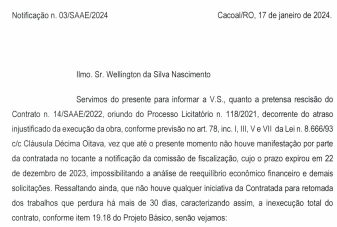 Notificação n. 03/SAAE/2024 Cacoal/RO, 17 de janeiro de 2024.
Ilmo. Sr. Wellington da Silva Nascimento
Servimos do presente para informar a V.S., quanto a pretensa rescisão do
Contrato n. 14/SAAE/2022, oriundo do Processo Licitatório n. 118/2021, decorrente do atraso
injustificado da execução da obra, conforme previsão no art. 78, inc. I, III, V e VII da Lei n. 8.666/93
c/c Cláusula Décima Oitava, vez que até o presente momento não houve manifestação por parte
da contratada no tocante a notificação da comissão de fiscalização, cujo o prazo expirou em 22
de dezembro de 2023, impossibilitando a análise de reequilíbrio econômico financeiro e demais
solicitações. Ressaltando ainda, que não houve qualquer iniciativa da Contratada para retomada
dos trabalhos que perdura há mais de 30 dias, caracterizando assim, a inexecução total do
contrato, conforme item 19.18 do Projeto Básico, senão vejamos: